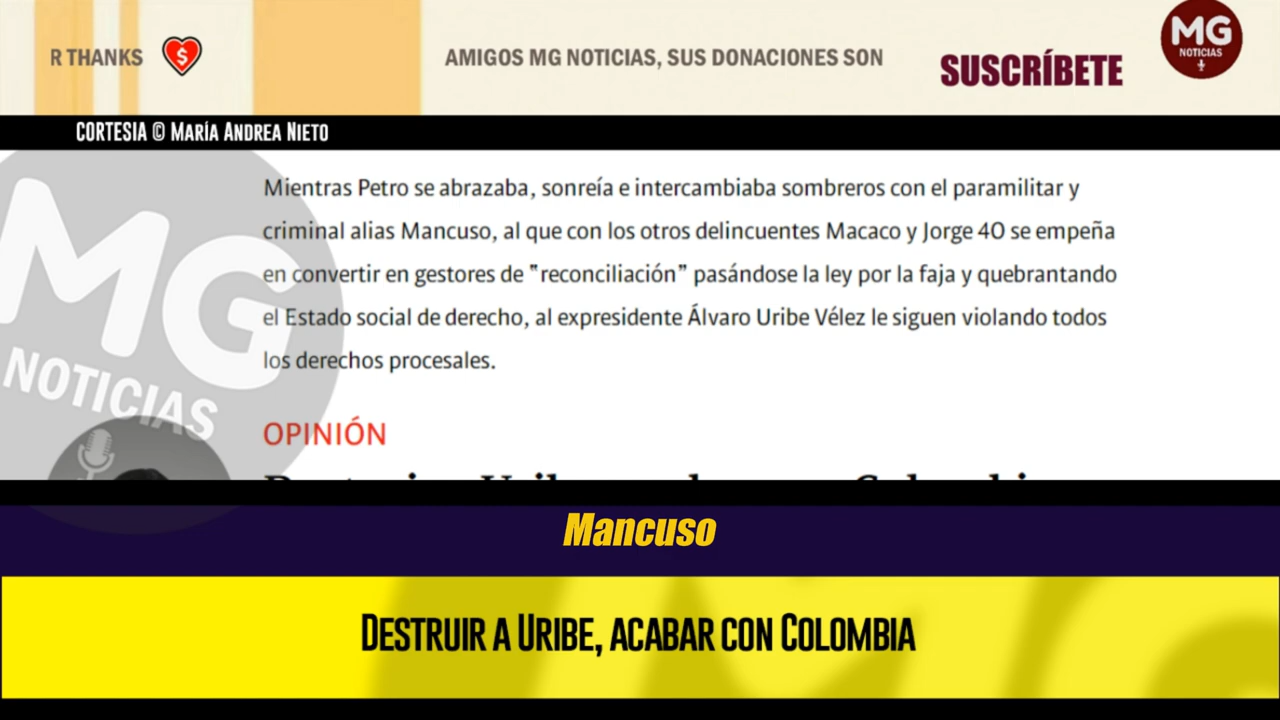 R THANKS
AMIGOS MG NOTICIAS, SUS DONACIONES SON
SUSCRÍBETE
MG
NOTICIAS
CORTESIA © MARÍA ANDREA NIETO
Mientras Petro se abrazaba, sonreía e intercambiaba sombreros con el paramilitar y
criminal alias Mancuso, al que con los otros delincuentes Macaco y Jorge 40 se empeña
en convertir en gestores de "reconciliación" pasándose la ley por la faja y quebrantando
el Estado social de derecho, al expresidente Álvaro Uribe Vélez le siguen violando todos
los derechos procesales.
MG
NOTICIAS
OPINIÓN
Mancuso
DESTRUIR A URIBE, ACABAR CON COLOMBIA